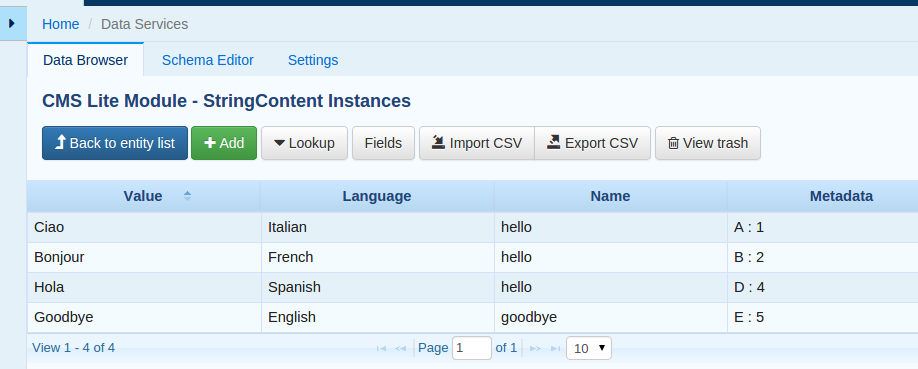 Home / Data Services
Data Browser Schema Editor Settings
CMS Lite Module - StringContent Instances
Back to entity list Add Lookup Fields Import CSV Export CSV View trash
Value Language Name Metadata
Ciao Italian hello A : 1
Bonjour French hello B : 2
Hola Spanish hello D : 4
Goodbye English goodbye E : 5
View 1 - 4 of 4 Page 1 of 1 10